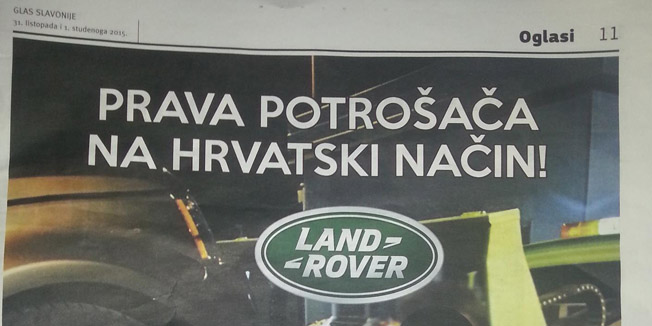 GLAS SLAVONIJE
31. listopada i 1. studenoga 2015.
Oglasi 11
PRAVA POTROŠAČA
NA HRVATSKI NAČIN!
LAND-
-ROVER